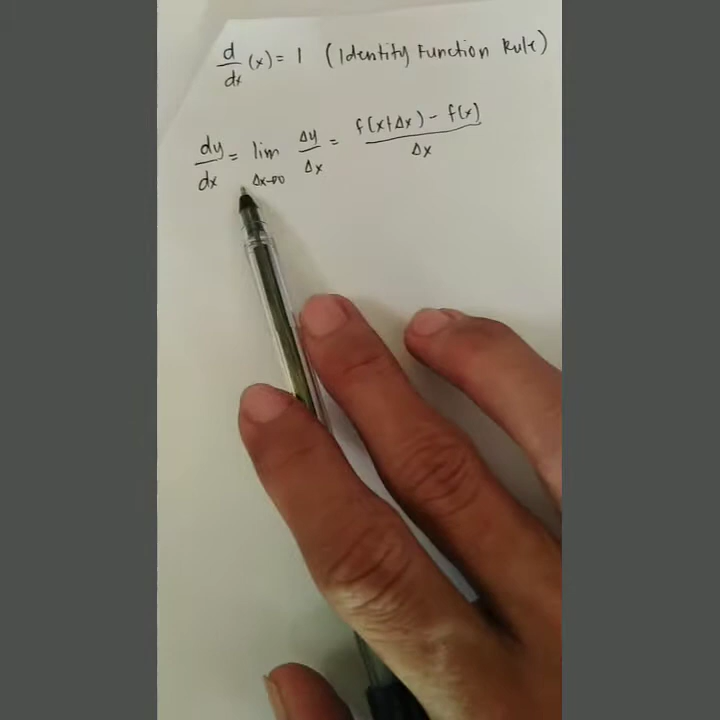 d/dx (x) = 1 (Identity Function Rule)
dy/dx = lim Δx→0 Δy/Δx = f(x+Δx) - f(x) / Δx